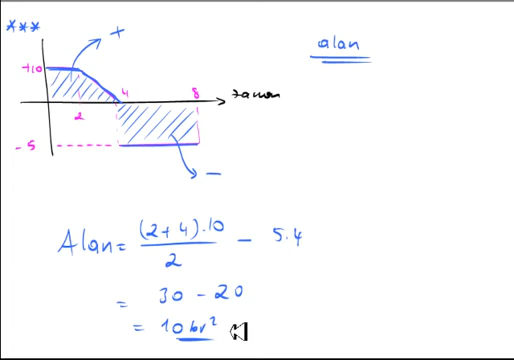 ***
+
alan
+10
4
8
zaman
2
-5
-
Alan = (2+4).10 / 2 - 5.4
= 30 - 20
= 10 br²